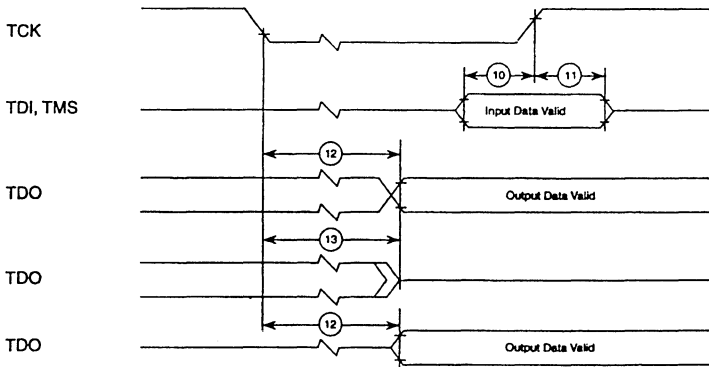 TCK
10 11
TDI, TMS
Input Data Valid
12
TDO
Output Data Valid
13
TDO
12
TDO
Output Data Valid